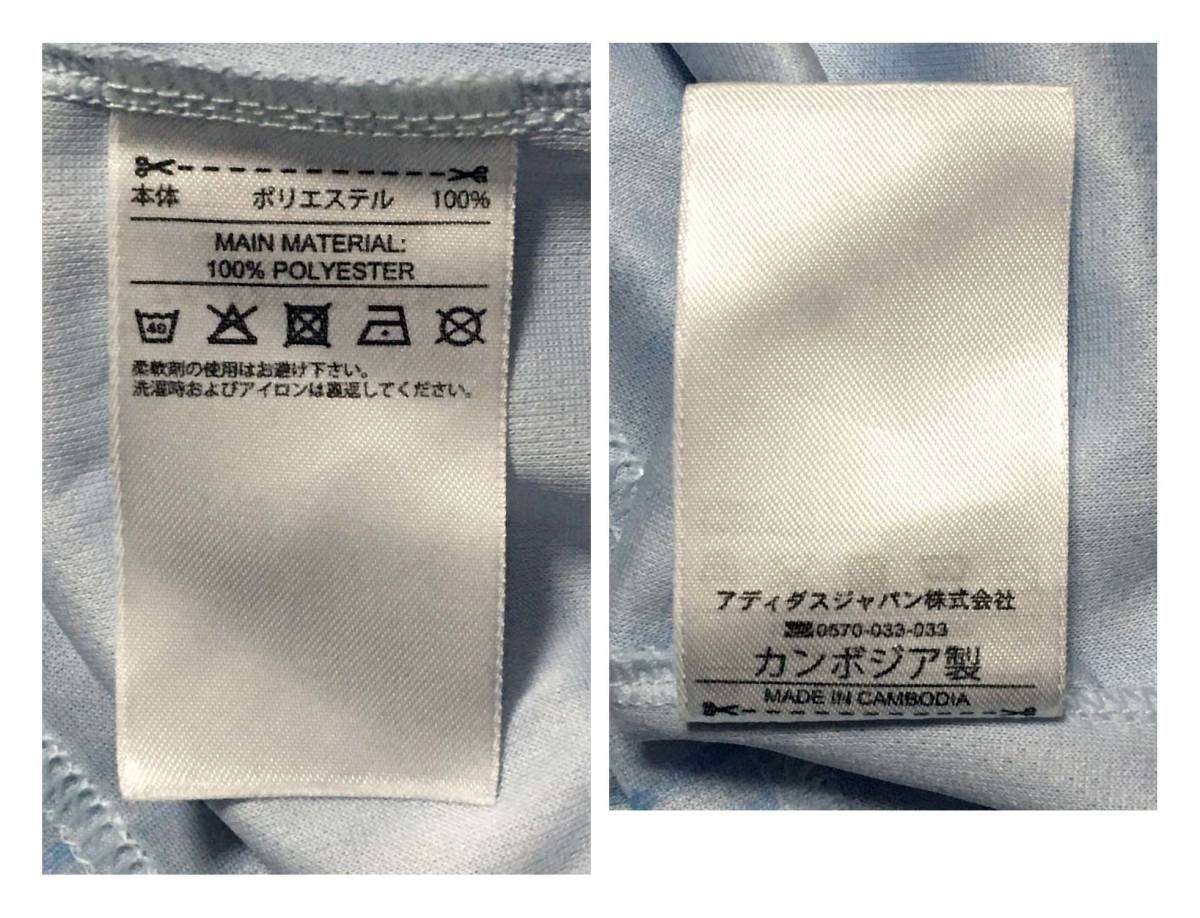 本体 ポリエステル 100%
MAIN MATERIAL:
100% POLYESTER
40
柔軟剤の使用はお避け下さい。
洗濯時およびアイロンは裏返してください。
アディダスジャパン株式会社
0570-033-033
カンボジア製
MADE IN CAMBODIA